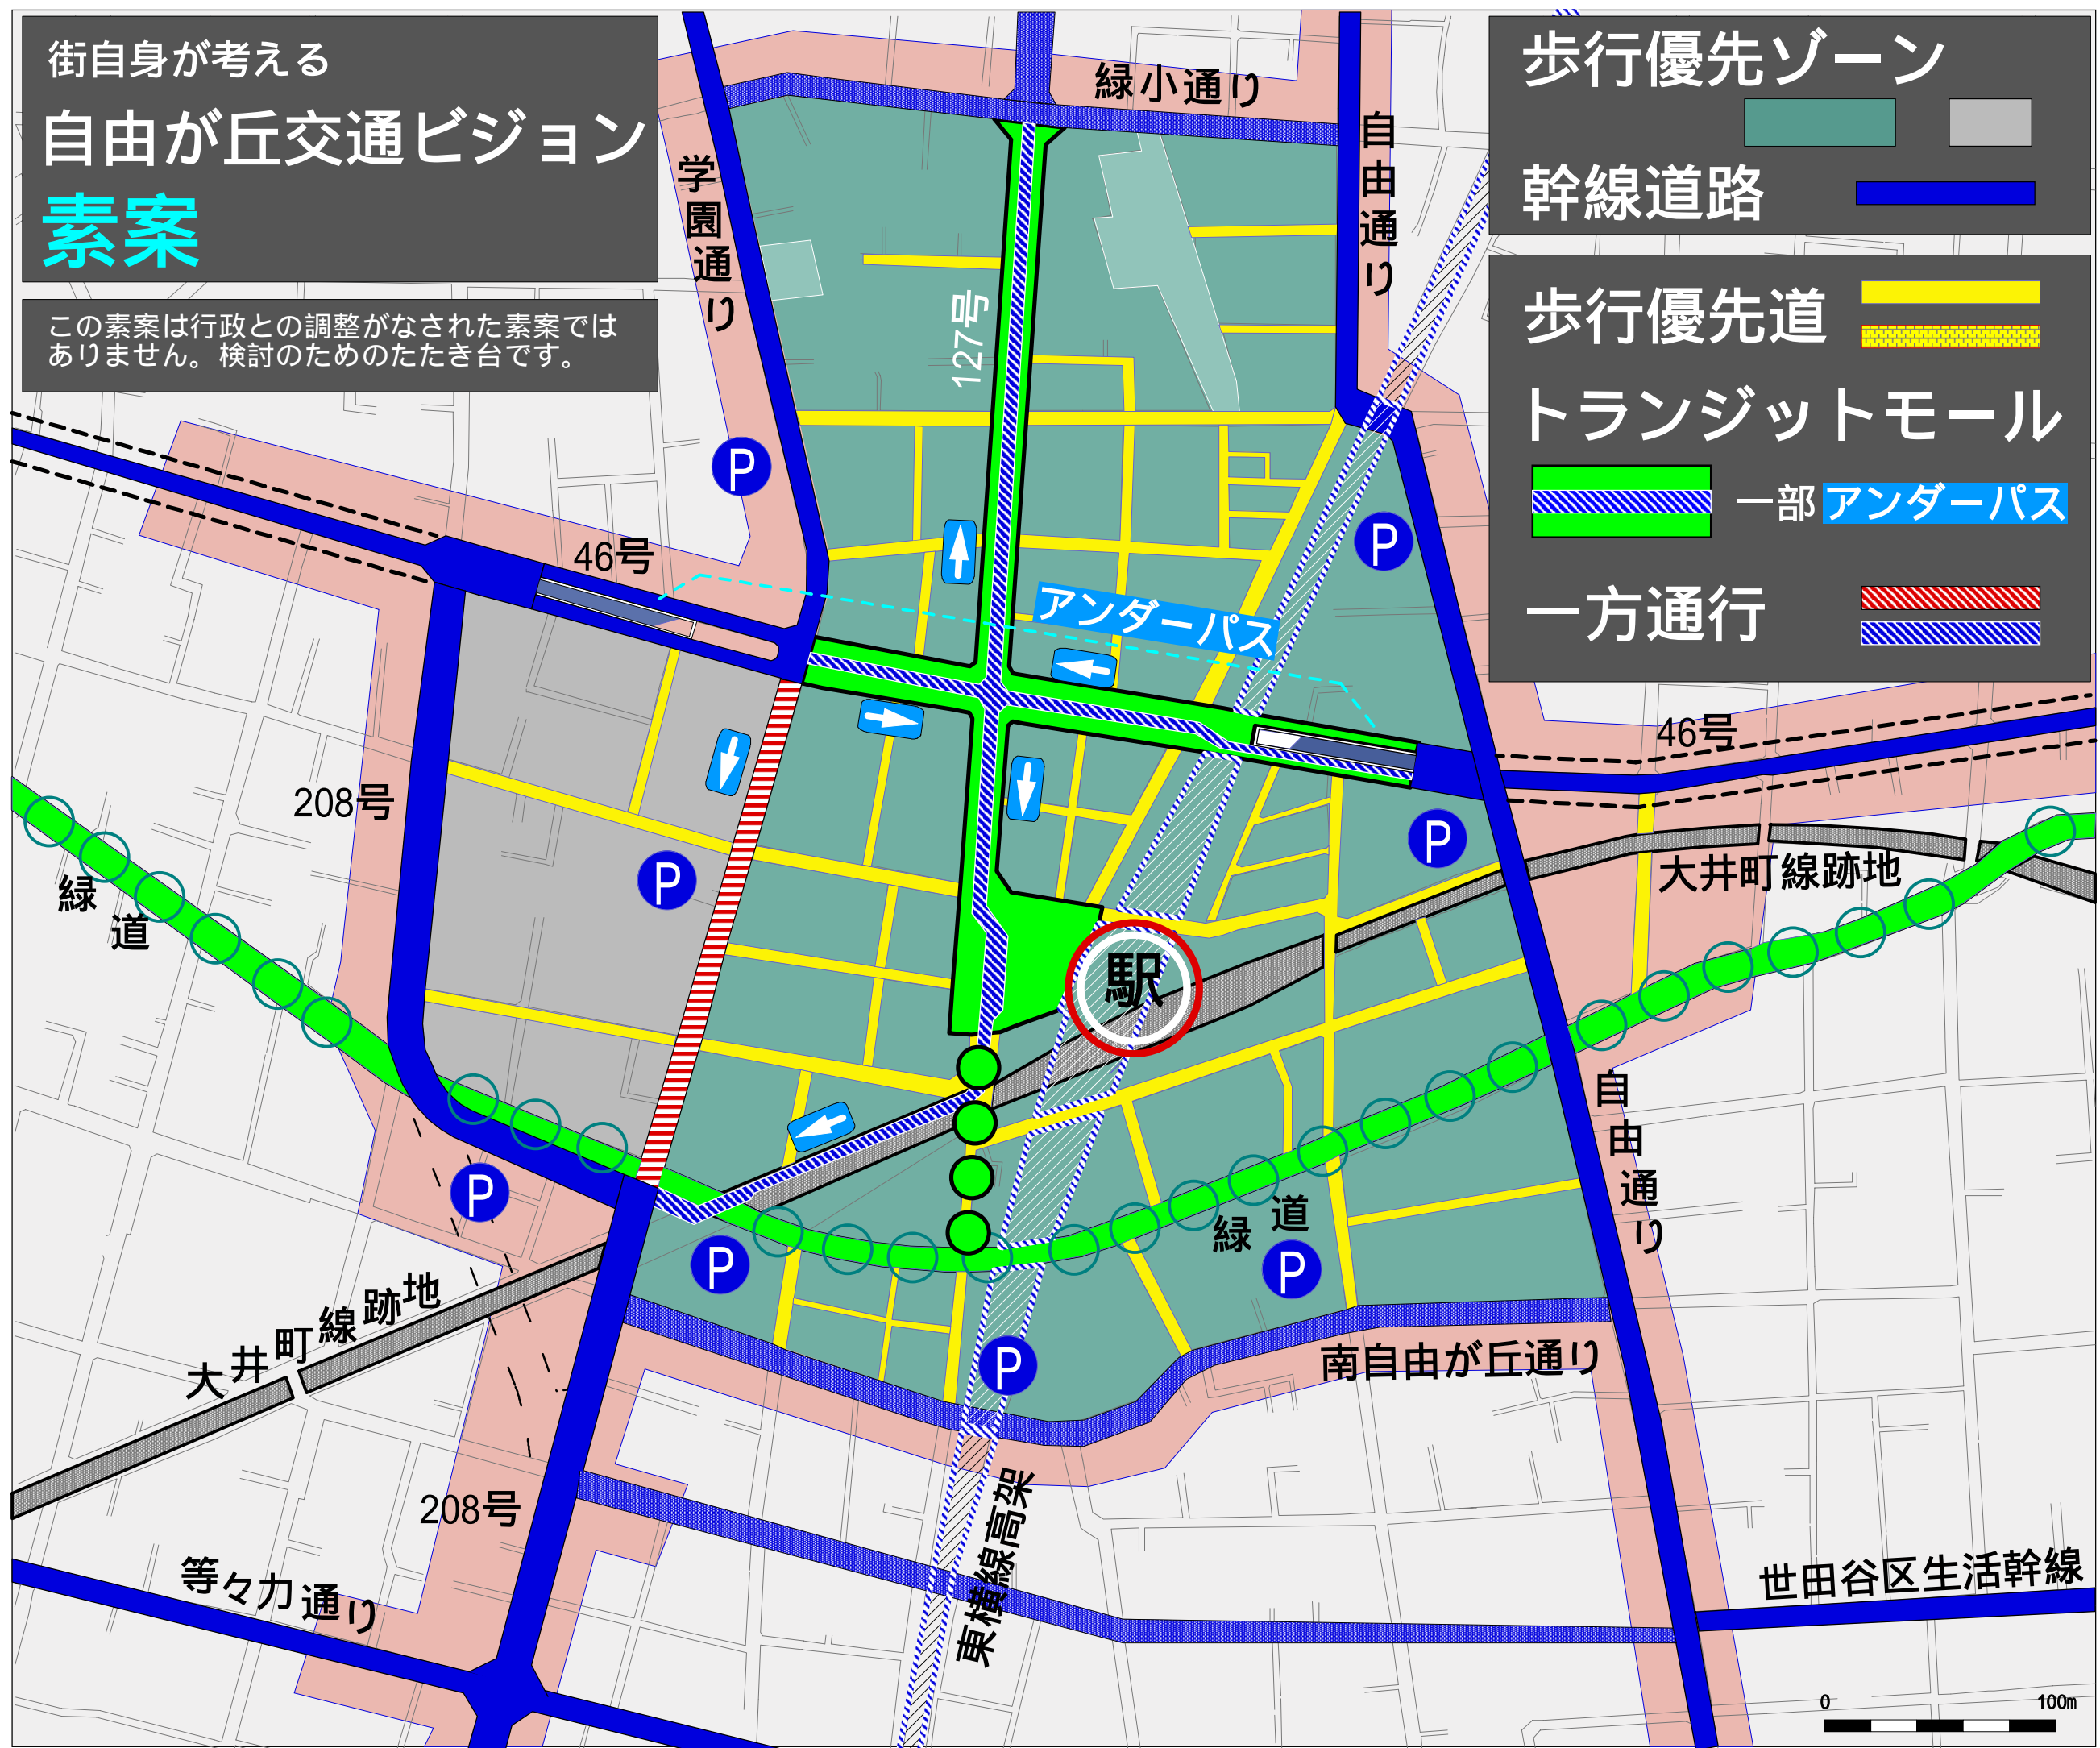 街自身が考える
自由が丘交通ビジョン
素案
この素案は行政との調整がなされた素案では
ありません。検討のためのたたき台です。
歩行優先ゾーン
幹線道路
歩行優先道
トランジットモール
一部 アンダーパス
一方通行
緑小通り
学園通り
自由通り
127号
P
46号
P
アンダーパス
46号
208号
P
P
大井町線跡地
緑道
駅
自由通り
P
緑道
P
P
大井町線跡地
P
南自由が丘通り
208号
東横線高架
等々力通り
世田谷区生活幹線
0 100m